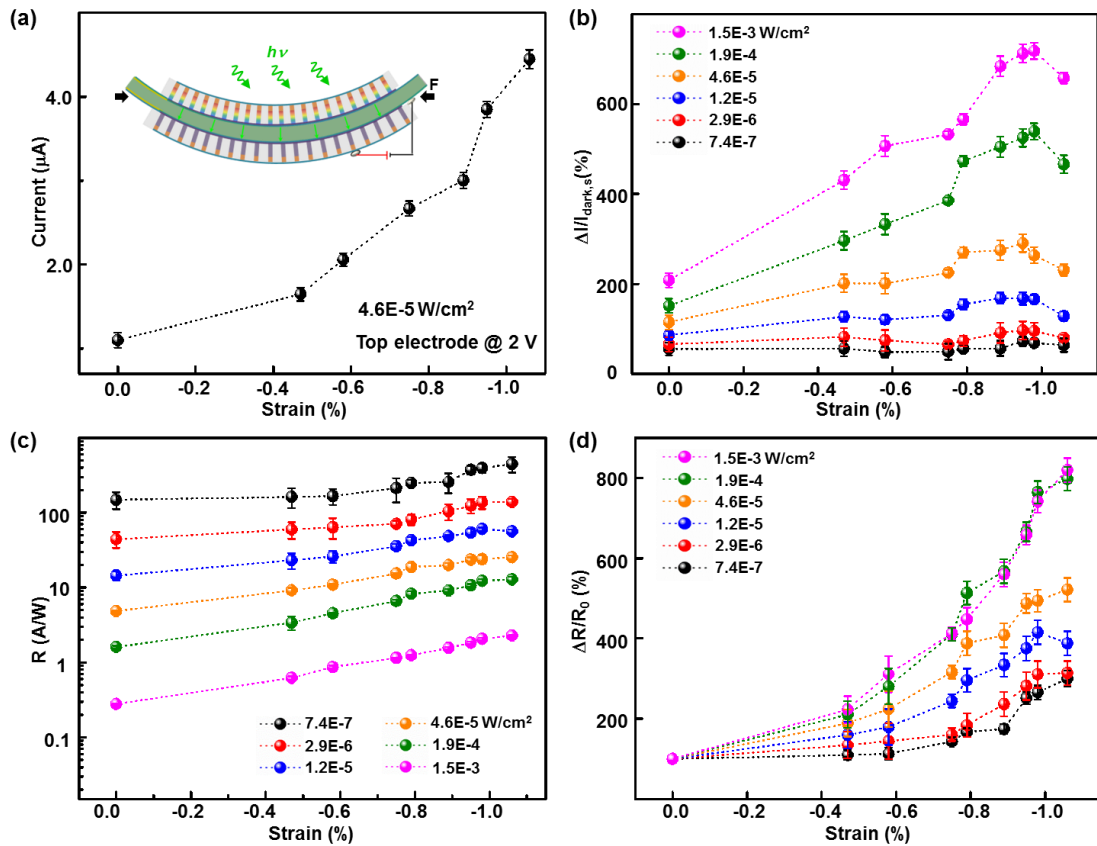 (a)
hν
F
4.0
2.0
Current (μA)
4.6E-5 W/cm²
Top electrode @ 2 V
0.0
-0.2
-0.4
-0.6
-0.8
-1.0
Strain (%)
(b)
1.5E-3 W/cm²
1.9E-4
4.6E-5
1.2E-5
2.9E-6
7.4E-7
600
400
200
0
ΔI/I_dark,s(%)
0.0
-0.2
-0.4
-0.6
-0.8
-1.0
Strain (%)
(c)
100
10
1
0.1
R (A/W)
7.4E-7
2.9E-6
1.2E-5
4.6E-5 W/cm²
1.9E-4
1.5E-3
0.0
-0.2
-0.4
-0.6
-0.8
-1.0
Strain (%)
(d)
1.5E-3 W/cm²
1.9E-4
4.6E-5
1.2E-5
2.9E-6
7.4E-7
800
600
400
200
ΔR/R₀ (%)
0.0
-0.2
-0.4
-0.6
-0.8
-1.0
Strain (%)